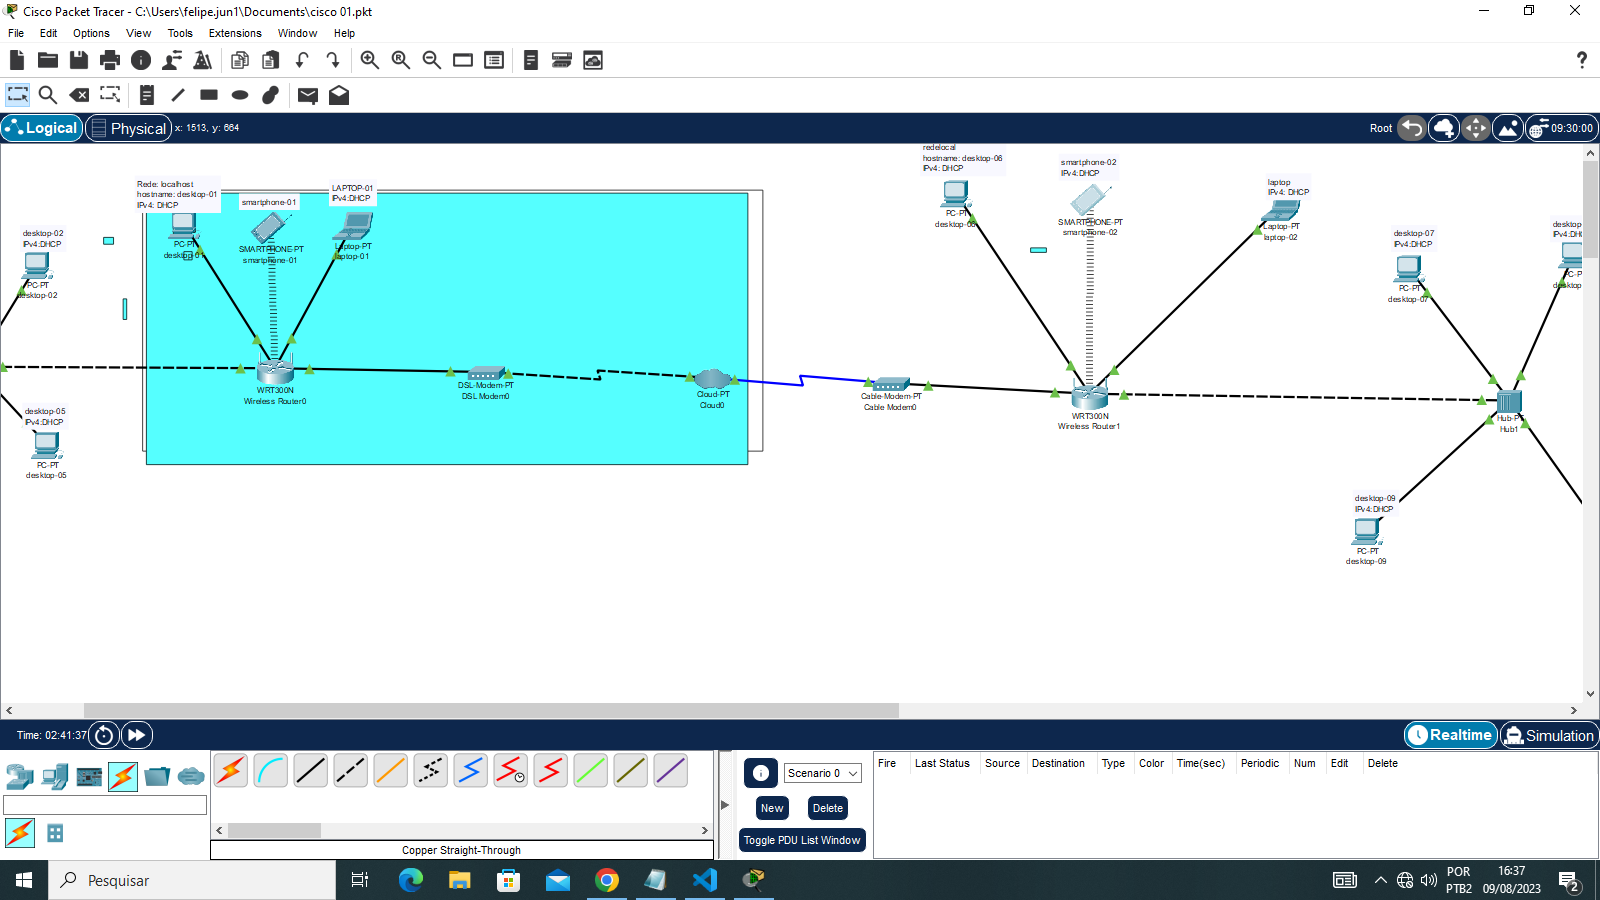 Cisco Packet Tracer - C:\Users\felipe.jun1\Documents\cisco 01.pkt
File Edit Options View Tools Extensions Window Help
Logical Physical x: 1513, y: 664 Root 09:30:00
redelocal
hostname: desktop-06
IPv4: DHCP
PC-PT
desktop-06
smartphone-02
IPv4:DHCP
SMARTPHONE-PT
smartphone-02
laptop
IPv4: DHCP
Laptop-PT
laptop-02
Rede: localhost
hostname: desktop-01
IPv4: DHCP
PC-PT
desktop-01
smartphone-01
SMARTPHONE-PT
smartphone-01
LAPTOP-01
IPv4:DHCP
Laptop-PT
laptop-01
desktop-02
IPv4:DHCP
PC-PT
desktop-02
desktop-07
IPv4:DHCP
PC-PT
desktop-07
desktop-05
IPv4:DHCP
PC-PT
desktop-05
WRT300N
Wireless Router0
DSL-Modem-PT
DSL Modem0
Cloud-PT
Cloud0
Cable-Modem-PT
Cable Modem0
WRT300N
Wireless Router1
Hub-PT
Hub1
desktop-09
IPv4:DHCP
PC-PT
desktop-09
Time: 02:41:37 Realtime Simulation
Scenario 0
New Delete
Toggle PDU List Window
Fire Last Status Source Destination Type Color Time(sec) Periodic Num Edit Delete
Copper Straight-Through
Pesquisar
POR
PTB2
16:37
09/08/2023
2